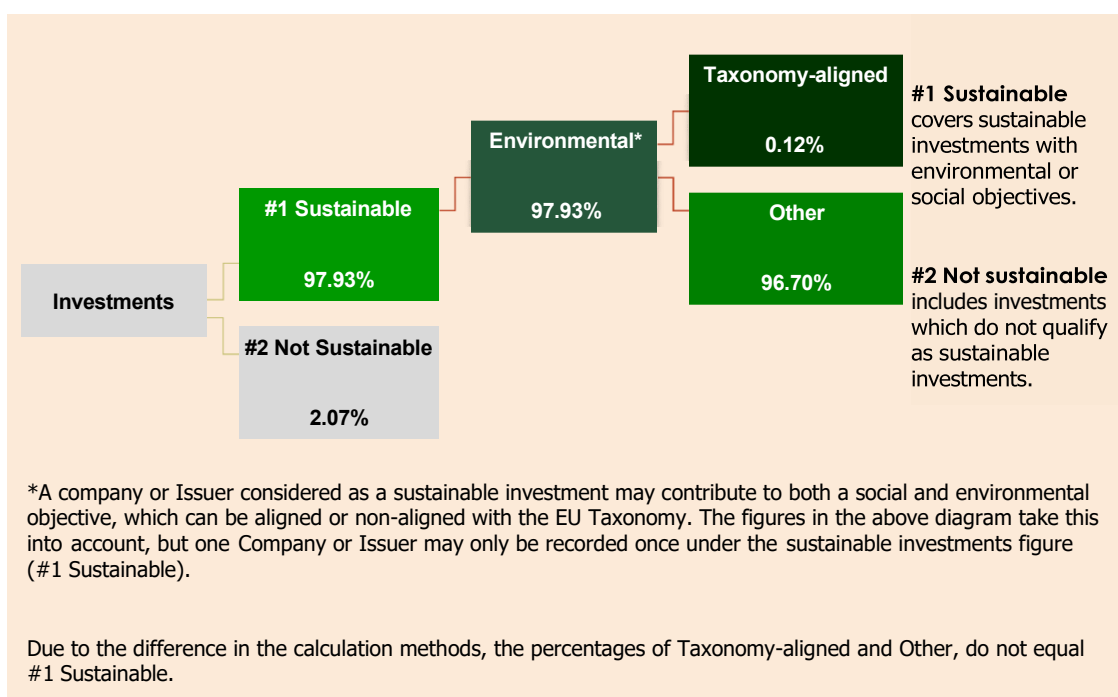 Taxonomy-aligned
0.12%
Environmental*
97.93%
#1 Sustainable
97.93%
Other
96.70%
Investments
#2 Not Sustainable
2.07%
#1 Sustainable
covers sustainable
investments with
environmental or
social objectives.
#2 Not sustainable
includes investments
which do not qualify
as sustainable
investments.
*A company or Issuer considered as a sustainable investment may contribute to both a social and environmental
objective, which can be aligned or non-aligned with the EU Taxonomy. The figures in the above diagram take this
into account, but one Company or Issuer may only be recorded once under the sustainable investments figure
(#1 Sustainable).
Due to the difference in the calculation methods, the percentages of Taxonomy-aligned and Other, do not equal
#1 Sustainable.